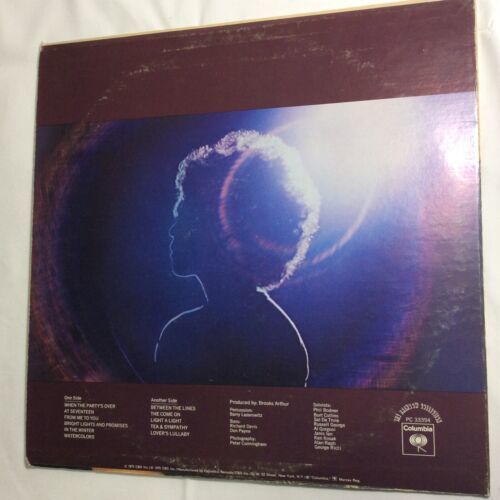 One Side
WHEN THE PARTY'S OVER
AT SEVENTEEN
FROM ME TO YOU
BRIGHT LIGHTS AND PROMISES
IN THE WINTER
WATERCOLORS
Another Side
BETWEEN THE LINES
THE COME ON
LIGHT A LIGHT
TEA & SYMPATHY
LOVER'S LULLABY
Produced by: Brooks Arthur
Percussion:
Barry Lazarowitz
Bass:
Richard Davis
Don Payne
Photography:
Peter Cunningham
Soloists:
Phil Bodner
Burt Collins
Sal De Troia
Russell George
Al Gorgoni
Janis Ian
Ken Kosek
Alan Raph
George Ricci
PC 33394
Columbia